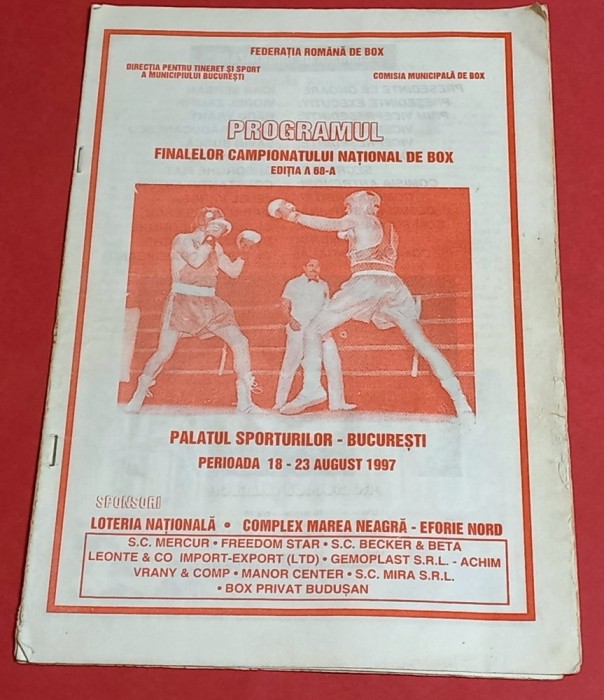 FEDERAȚIA ROMÂNĂ DE BOX
DIRECȚIA PENTRU TINERET ȘI SPORT
A MUNICIPIULUI BUCUREȘTI
COMISIA MUNICIPALĂ DE BOX
PROGRAMUL
FINALELOR CAMPIONATULUI NAȚIONAL DE BOX
EDIȚIA A 68-A
PALATUL SPORTURILOR - BUCUREȘTI
PERIOADA 18 - 23 AUGUST 1997
SPONSORI
LOTERIA NAȚIONALĂ • COMPLEX MAREA NEAGRĂ - EFORIE NORD
S.C. MERCUR • FREEDOM STAR • S.C. BECKER & BETA
LEONTE & CO IMPORT-EXPORT (LTD) • GEMOPLAST S.R.L. - ACHIM
VRANY & COMP • MANOR CENTER • S.C. MIRA S.R.L.
• BOX PRIVAT BUDUȘAN